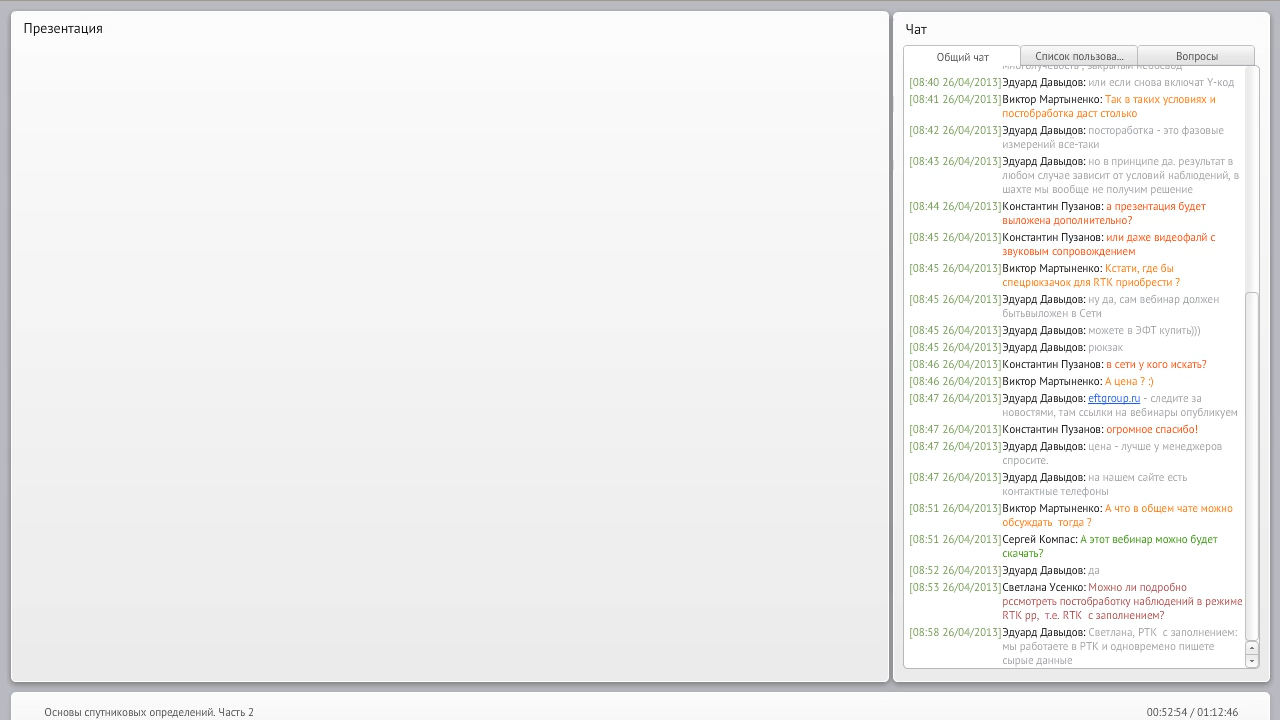 Презентация
Чат
Общий чат
Список пользова...
Вопросы
многолучевость , закрытый небосвод
[08:40 26/04/2013]Эдуард Давыдов: или если снова включат Y-код
[08:41 26/04/2013]Виктор Мартыненко: Так в таких условиях и
постобработка даст столько
[08:42 26/04/2013]Эдуард Давыдов: постоработка - это фазовые
измерений все-таки
[08:43 26/04/2013]Эдуард Давыдов: но в принципе да. результат в
любом случае зависит от условий наблюдений, в
шахте мы вообще не получим решение
[08:44 26/04/2013]Константин Пузанов: а презентация будет
выложена дополнительно?
[08:45 26/04/2013]Константин Пузанов: или даже видеофалй с
звуковым сопровождением
[08:45 26/04/2013]Виктор Мартыненко: Кстати, где бы
спецрюкзачок для RTK приобрести ?
[08:45 26/04/2013]Эдуард Давыдов: ну да, сам вебинар должен
бытьвыложен в Сети
[08:45 26/04/2013]Эдуард Давыдов: можете в ЭФТ купить)))
[08:45 26/04/2013]Эдуард Давыдов: рюкзак
[08:46 26/04/2013]Константин Пузанов: в сети у кого искать?
[08:46 26/04/2013]Виктор Мартыненко: А цена ? :)
[08:47 26/04/2013]Эдуард Давыдов: eftgroup.ru - следите за
новостями, там ссылки на вебинары опубликуем
[08:47 26/04/2013]Константин Пузанов: огромное спасибо!
[08:47 26/04/2013]Эдуард Давыдов: цена - лучше у менеджеров
спросите.
[08:47 26/04/2013]Эдуард Давыдов: на нашем сайте есть
контактные телефоны
[08:51 26/04/2013]Виктор Мартыненко: А что в общем чате можно
обсуждать  тогда ?
[08:51 26/04/2013]Сергей Компас: А этот вебинар можно будет
скачать?
[08:52 26/04/2013]Эдуард Давыдов: да
[08:53 26/04/2013]Светлана Усенко: Можно ли подробно
рссмотреть постобработку наблюдений в режиме
RTK pp,  т.е. RTK  с заполнением?
[08:58 26/04/2013]Эдуард Давыдов: Светлана, РТК  с заполнением:
мы работаете в РТК и одновременно пишете
сырые данные
Основы спутниковых определений. Часть 2
00:52:54 / 01:12:46